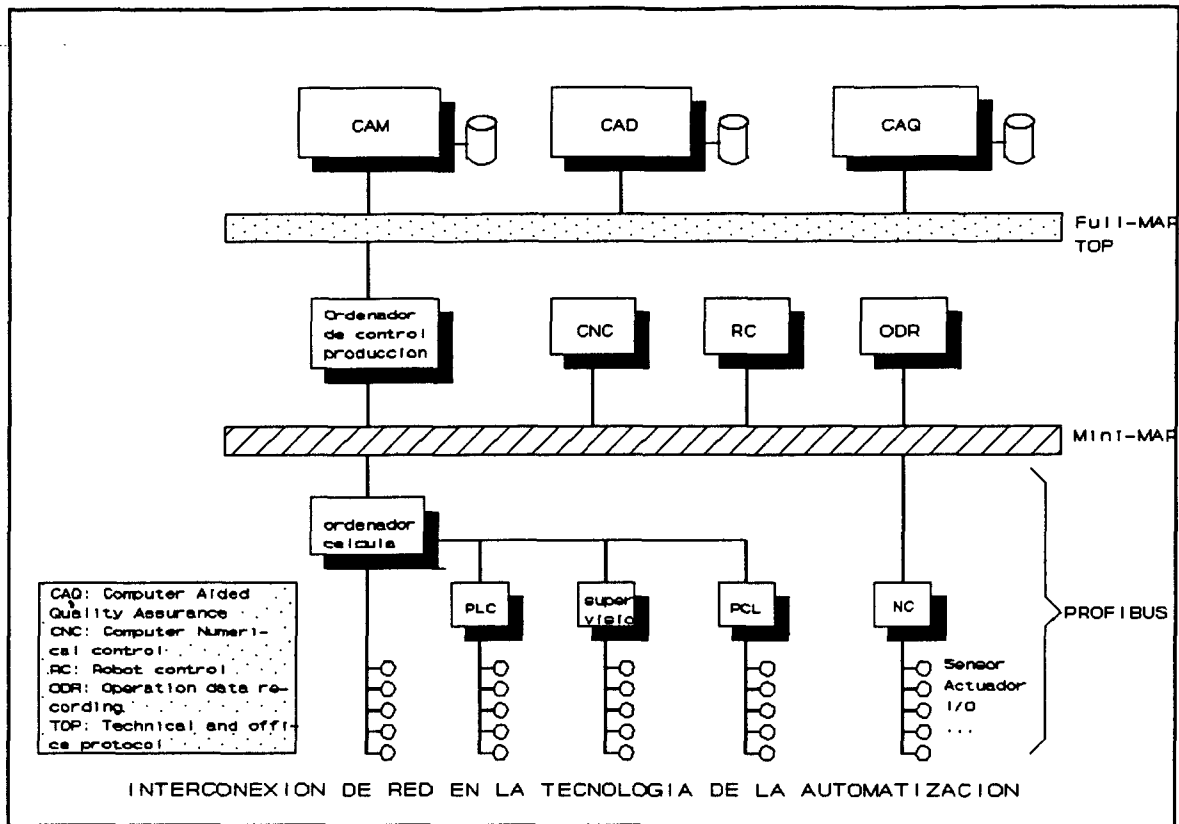 CAM
CAD
CAQ
Full-MAP
TOP
Ordenador
de control
produccion
CNC
RC
ODR
Mini-MAP
ordenador
celcula
PLC
super
visio
PCL
NC
PROFIBUS
Sensor
Actuador
I/O
...
CAQ: Computer Aided
Quality Assurance
CNC: Computer Numeri-
cal control
RC: Robot control
ODR: Operation data re-
cording
TOP: Technical and offi-
ce protocol
INTERCONEXION DE RED EN LA TECNOLOGIA DE LA AUTOMATIZACION